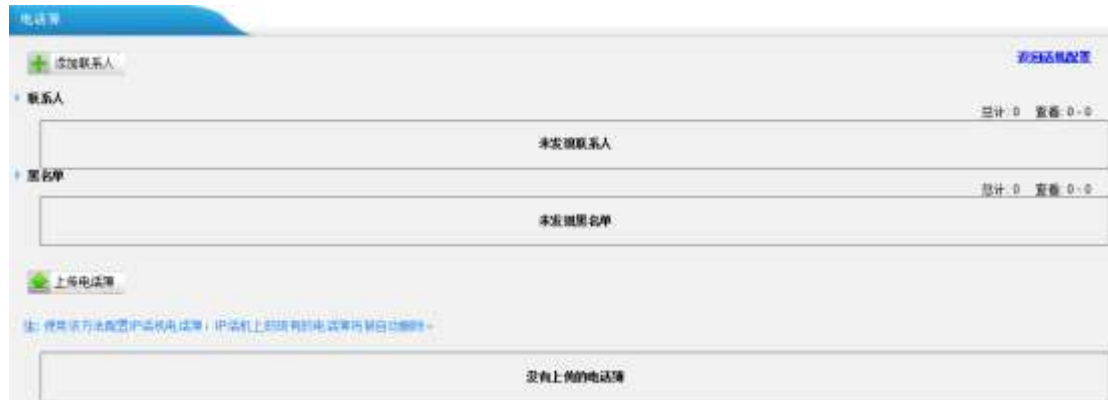 电话簿
添加联系人
返回话机配置
联系人
总计: 0 查看: 0 - 0
未发现联系人
黑名单
总计: 0 查看: 0 - 0
未发现黑名单
上传电话簿
注: 使用该方法配置IP话机电话簿，IP话机上的所有的电话簿将被自动删除。
没有上传的电话簿